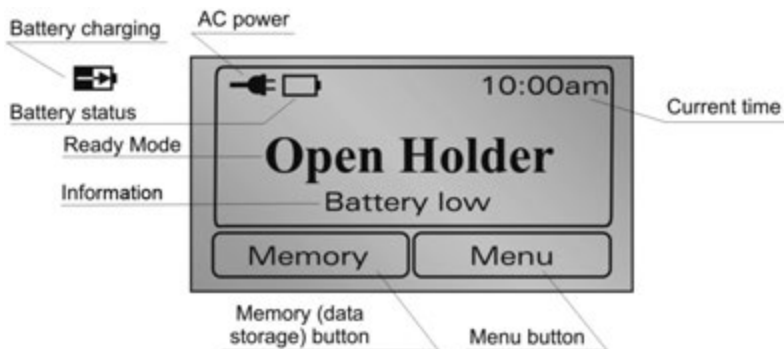 Battery charging
AC power
10:00am
Battery status
Current time
Ready Mode
Open Holder
Information
Battery low
Memory
Menu
Memory (data
storage) button
Menu button